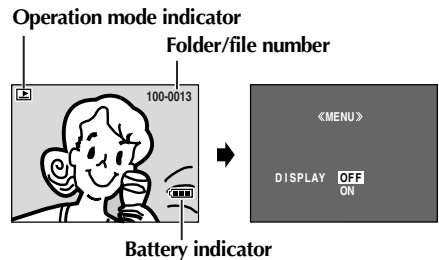 Operation mode indicator
Folder/file number
100-0013
Battery indicator
《MENU》
DISPLAY OFF
ON